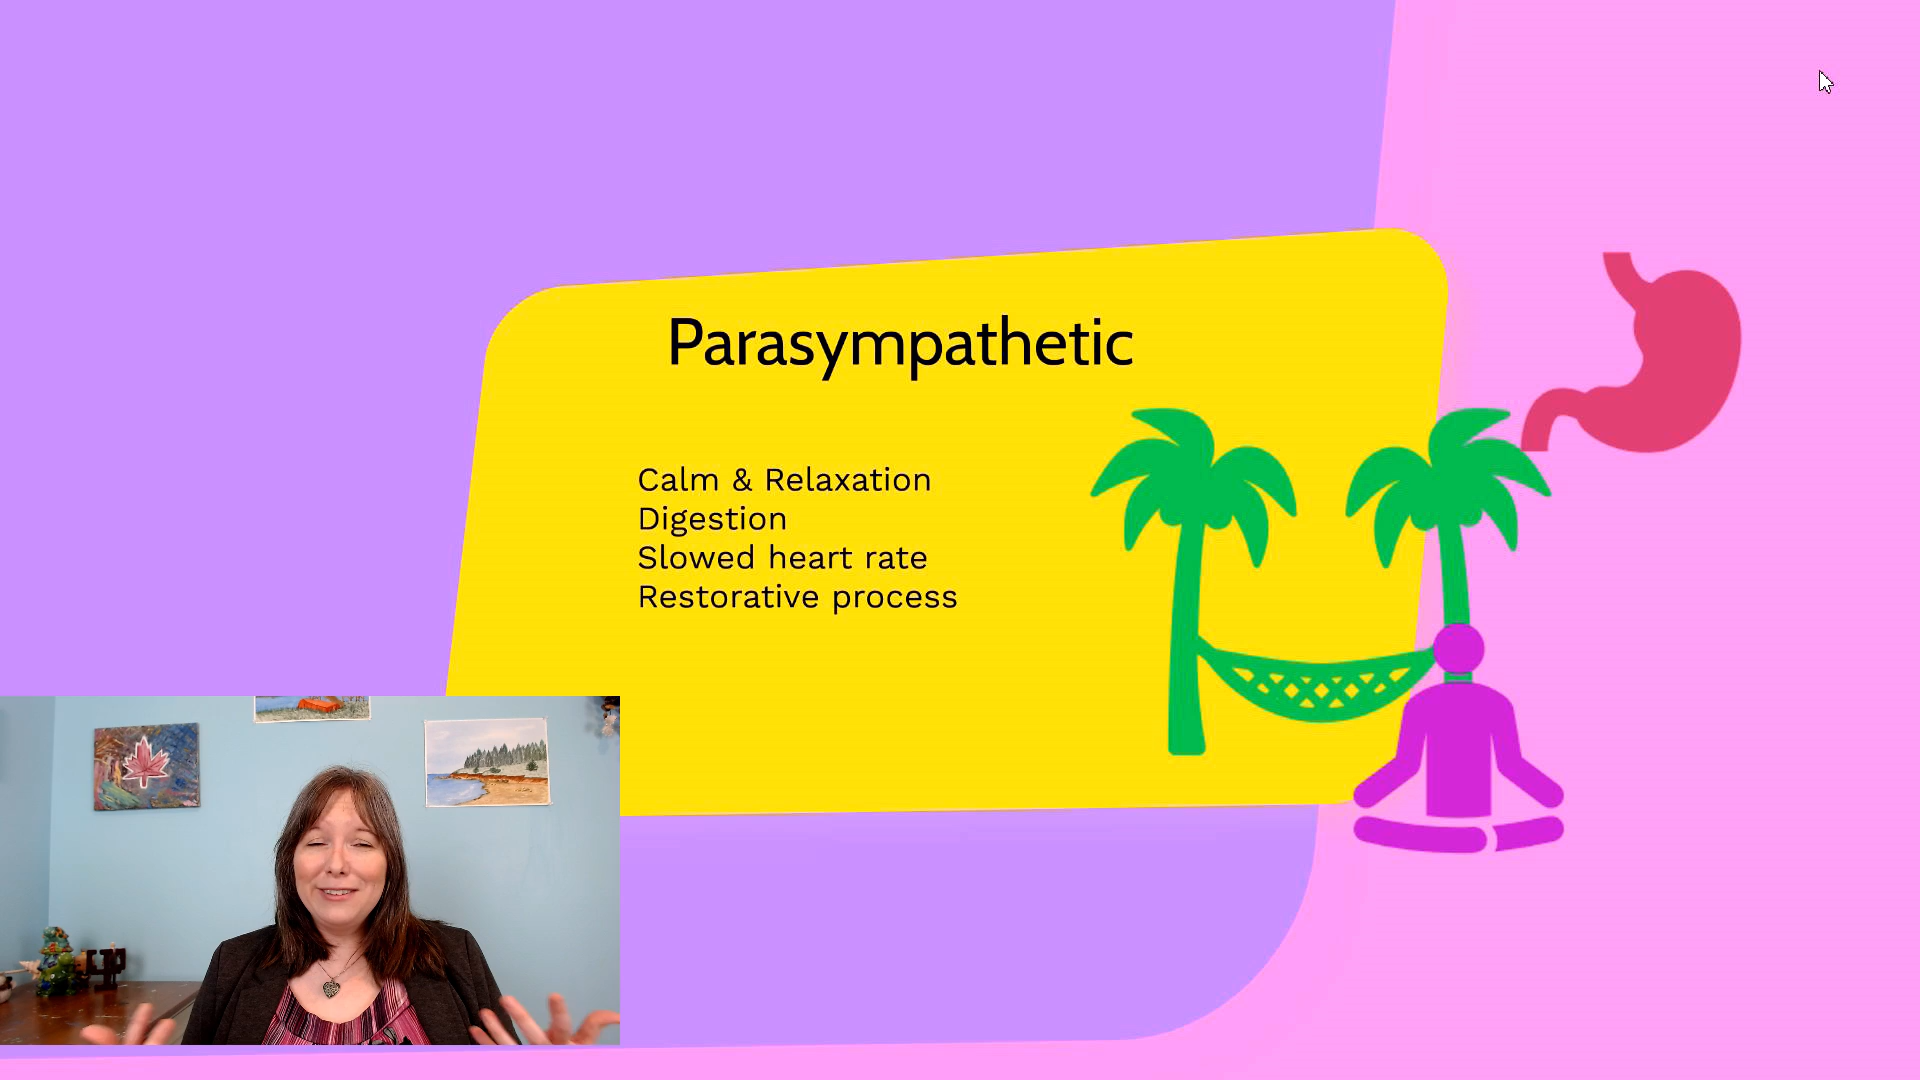 Parasympathetic
Calm & Relaxation
Digestion
Slowed heart rate
Restorative process